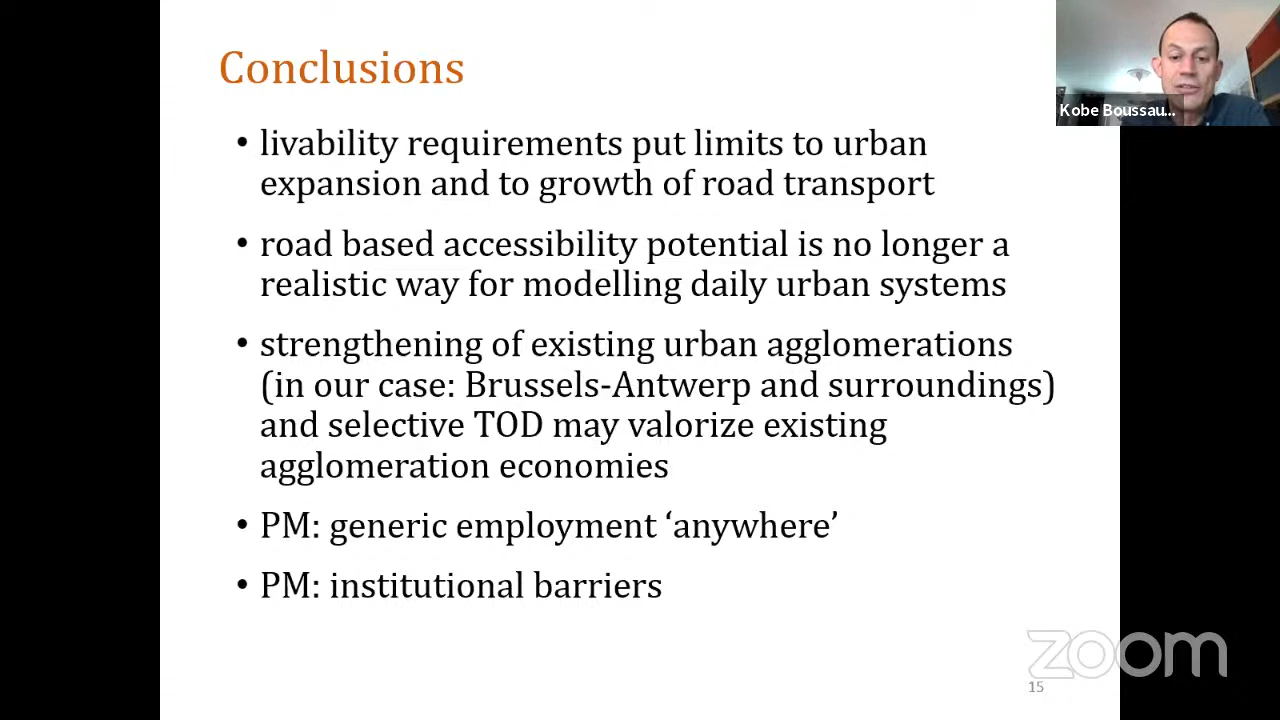 Conclusions
Kobe Boussau...
• livability requirements put limits to urban
expansion and to growth of road transport
• road based accessibility potential is no longer a
realistic way for modelling daily urban systems
• strengthening of existing urban agglomerations
(in our case: Brussels-Antwerp and surroundings)
and selective TOD may valorize existing
agglomeration economies
• PM: generic employment ‘anywhere’
• PM: institutional barriers
zoom
15